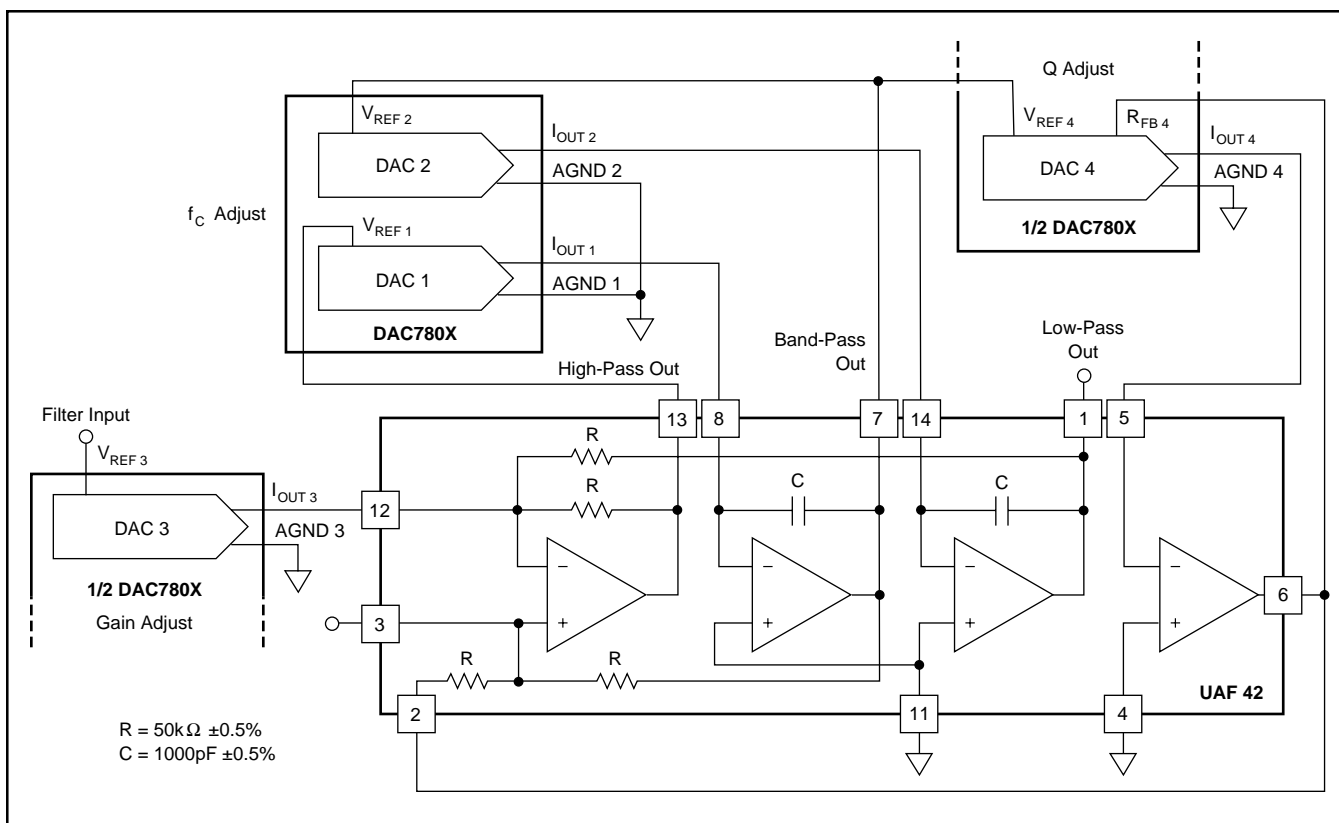 Q Adjust
V_REF 2
V_REF 4
R_FB 4
I_OUT 2
I_OUT 4
DAC 2
DAC 4
AGND 2
AGND 4
f_C Adjust
V_REF 1
1/2 DAC780X
I_OUT 1
DAC 1
AGND 1
DAC780X
Low-Pass
Out
Band-Pass
Out
High-Pass Out
Filter Input
13
8
7
14
1
5
V_REF 3
R
C
C
I_OUT 3
R
12
DAC 3
AGND 3
1/2 DAC780X
–
–
–
–
6
Gain Adjust
3
+
+
+
+
R
R
UAF 42
2
11
4
R = 50kΩ ±0.5%
C = 1000pF ±0.5%